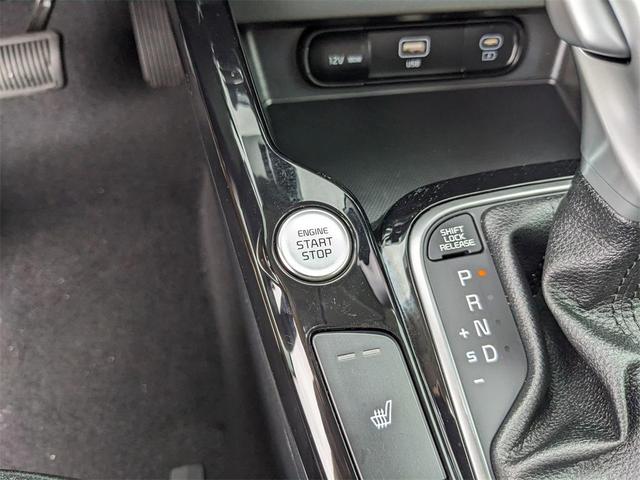 12V
USB
ENGINE
START
STOP
SHIFT
LOCK
RELEASE
P
R
+ N
S D
-